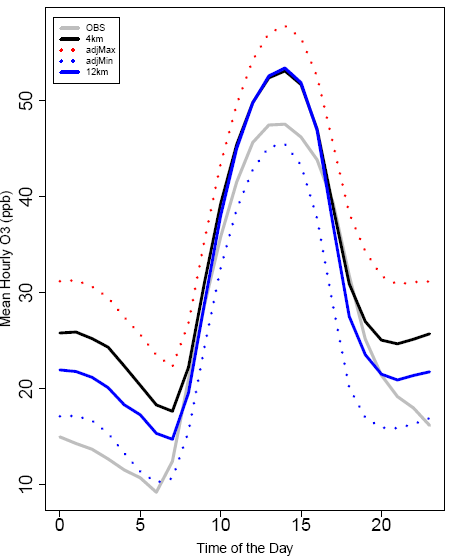 OBS
4km
adjMax
adjMin
12km
Mean Hourly O3 (ppb)
50
40
30
20
10
0 5 10 15 20
Time of the Day